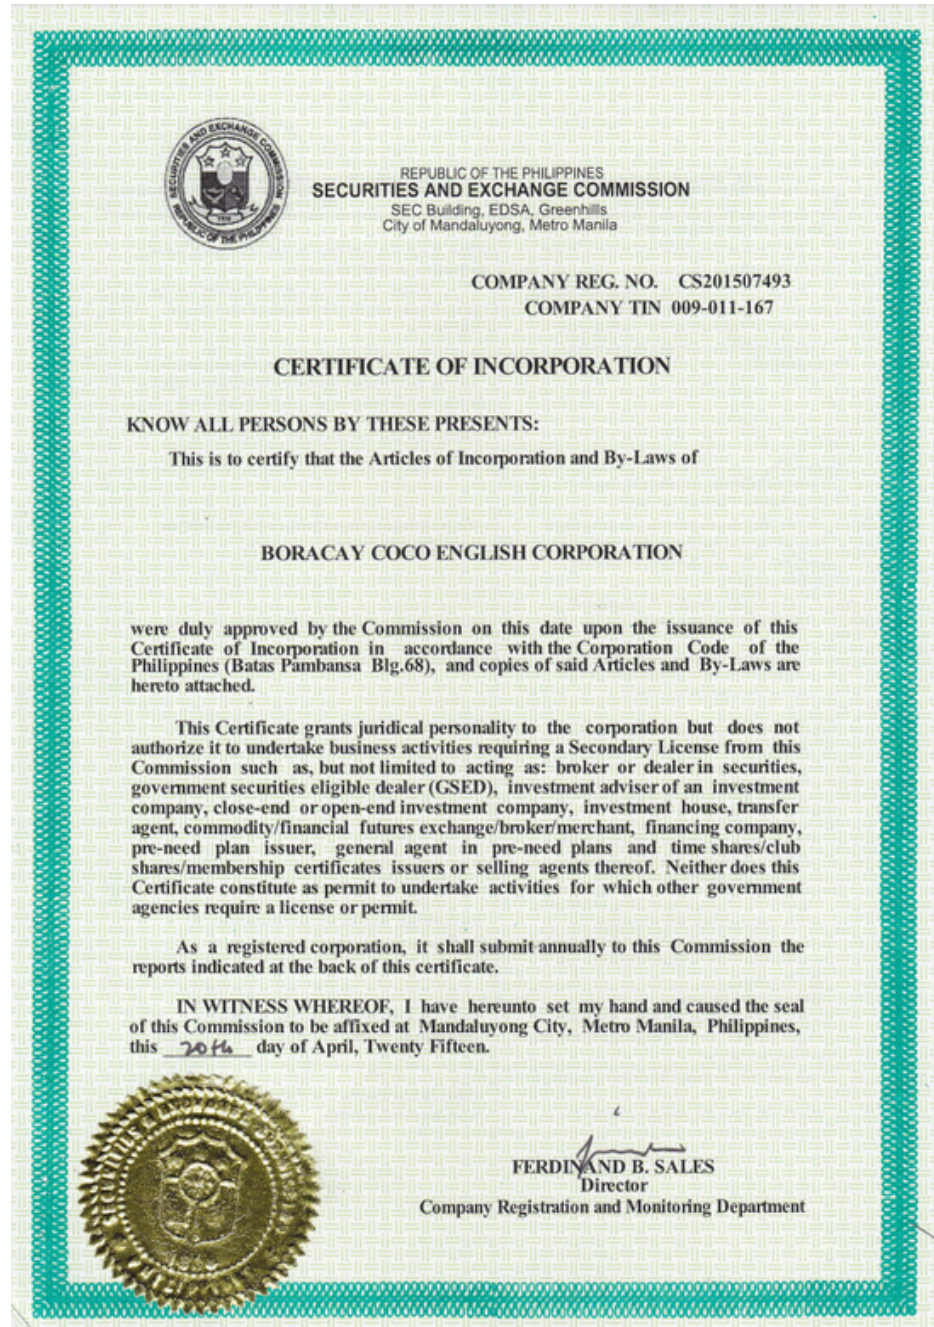 SECURITIES AND EXCHANGE COMMISSION
REPUBLIC OF THE PHILIPPINES
REPUBLIC OF THE PHILIPPINES
SECURITIES AND EXCHANGE COMMISSION
SEC Building, EDSA, Greenhills
City of Mandaluyong, Metro Manila
COMPANY REG. NO. CS201507493
COMPANY TIN 009-011-167
CERTIFICATE OF INCORPORATION
KNOW ALL PERSONS BY THESE PRESENTS:
This is to certify that the Articles of Incorporation and By-Laws of
BORACAY COCO ENGLISH CORPORATION
were duly approved by the Commission on this date upon the issuance of this
Certificate of Incorporation in accordance with the Corporation Code of the
Philippines (Batas Pambansa Blg.68), and copies of said Articles and By-Laws are
hereto attached.
This Certificate grants juridical personality to the corporation but does not
authorize it to undertake business activities requiring a Secondary License from this
Commission such as, but not limited to acting as: broker or dealer in securities,
government securities eligible dealer (GSED), investment adviser of an investment
company, close-end or open-end investment company, investment house, transfer
agent, commodity/financial futures exchange/broker/merchant, financing company,
pre-need plan issuer, general agent in pre-need plans and time shares/club
shares/membership certificates issuers or selling agents thereof. Neither does this
Certificate constitute as permit to undertake activities for which other government
agencies require a license or permit.
As a registered corporation, it shall submit annually to this Commission the
reports indicated at the back of this certificate.
IN WITNESS WHEREOF, I have hereunto set my hand and caused the seal
of this Commission to be affixed at Mandaluyong City, Metro Manila, Philippines,
this 20th day of April, Twenty Fifteen.
FERDINAND B. SALES
Director
Company Registration and Monitoring Department